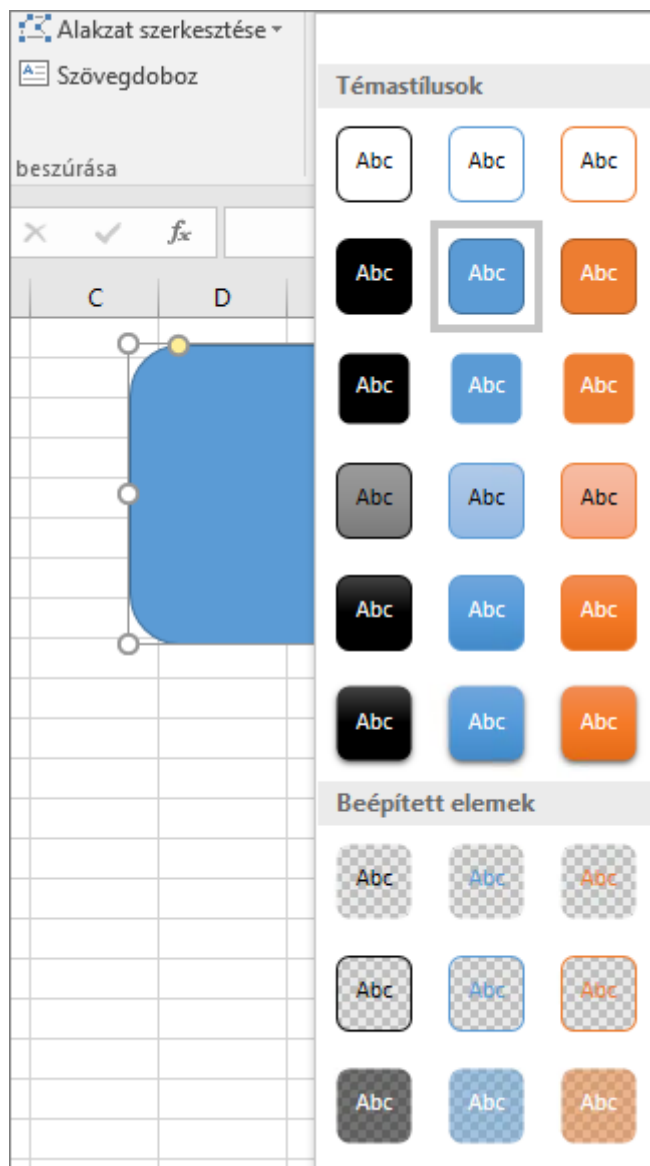 Alakzat szerkesztése
Szövegdoboz
beszúrása
fx
C D
Témastílusok
Abc Abc Abc
Abc Abc Abc
Abc Abc Abc
Abc Abc Abc
Abc Abc Abc
Abc Abc Abc
Beépített elemek
Abc Abc Abc
Abc Abc Abc
Abc Abc Abc